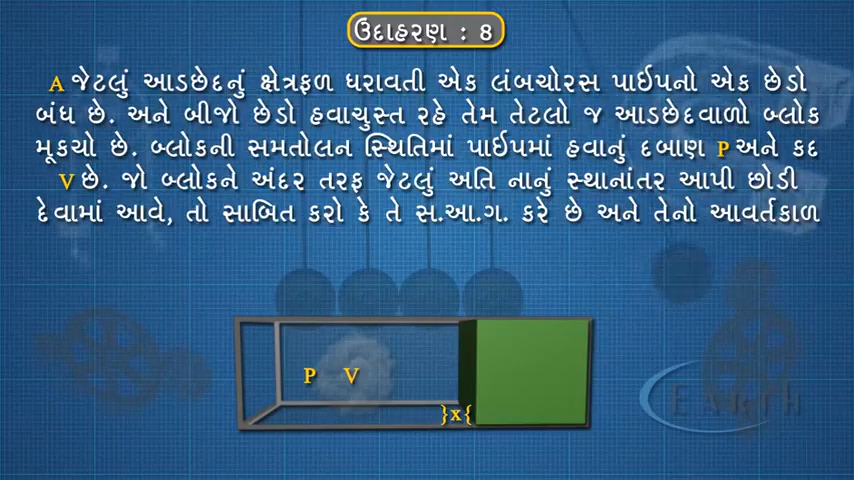 ઉદાહરણ : ૪
A જેટલું આડછેદનું ક્ષેત્રફળ ધરાવતી એક લંબચોરસ પાઈપનો એક છેડો
બંધ છે. અને બીજો છેડો હવાચુસ્ત રહે તેમ તેટલો જ આડછેદવાળો બ્લોક
મૂકયો છે. બ્લોકની સમતોલન સ્થિતિમાં પાઈપમાં હવાનું દબાણ P અને કદ
V છે. જો બ્લોકને અંદર તરફ જેટલું અતિ નાનું સ્થાનાંતર આપી છોડી
દેવામાં આવે, તો સાબિત કરો કે તે સ.આ.ગ. કરે છે અને તેનો આવર્તકાળ
P V
}x{
EARTH